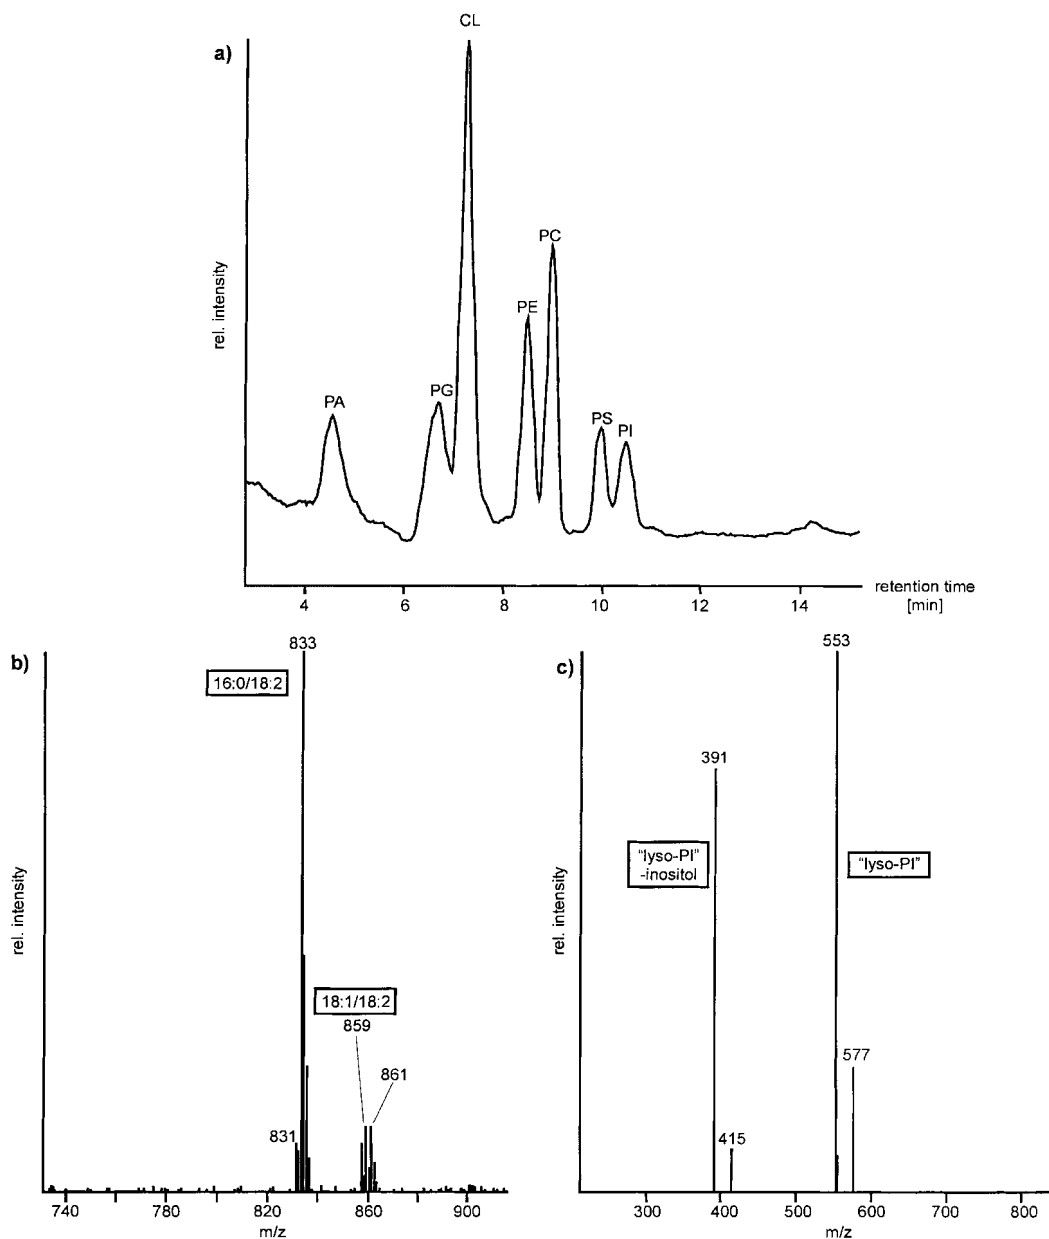 a)
CL
PC
PE
PA
PG
PS
PI
rel. intensity
4 6 8 10 12 14
retention time
[min]
b)
833
16:0/18:2
18:1/18:2
859
861
831
rel. intensity
740 780 820 860 900
m/z
c)
553
391
"lyso-PI"
-inositol
"lyso-PI"
577
415
rel. intensity
300 400 500 600 700 800
m/z